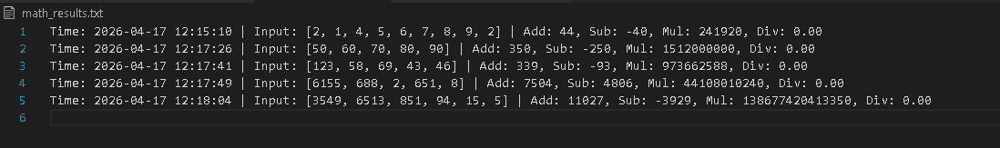 math_results.txt
1 Time: 2026-04-17 12:15:10 | Input: [2, 1, 4, 5, 6, 7, 8, 9, 2] | Add: 44, Sub: -40, Mul: 241920, Div: 0.00
2 Time: 2026-04-17 12:17:26 | Input: [50, 60, 70, 80, 90] | Add: 350, Sub: -250, Mul: 1512000000, Div: 0.00
3 Time: 2026-04-17 12:17:41 | Input: [123, 58, 69, 43, 46] | Add: 339, Sub: -93, Mul: 973662588, Div: 0.00
4 Time: 2026-04-17 12:17:49 | Input: [6155, 688, 2, 651, 8] | Add: 7504, Sub: 4806, Mul: 44108010240, Div: 0.00
5 Time: 2026-04-17 12:18:04 | Input: [3549, 6513, 851, 94, 15, 5] | Add: 11027, Sub: -3929, Mul: 138677420413350, Div: 0.00
6